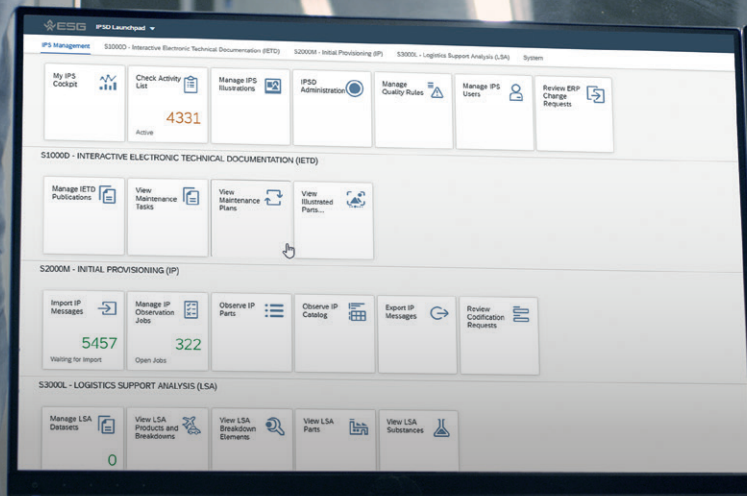 ESG IPSD Launchpad
IPS Management S1000D - Interactive Electronic Technical Documentation (IETD) S2000M - Initial Provisioning (IP) S3000L - Logistics Support Analysis (LSA) System
My IPS
Cockpit
Check Activity
List
4331
Active
Manage IPS
Illustrations
IPSD
Administration
Manage
Quality Rules
Manage IPS
Users
Review ERP
Change
Requests
S1000D - INTERACTIVE ELECTRONIC TECHNICAL DOCUMENTATION (IETD)
Manage IETD
Publications
View
Maintenance
Tasks
View
Maintenance
Plans
View
Illustrated
Parts...
S2000M - INITIAL PROVISIONING (IP)
Import IP
Messages
5457
Waiting for Import
Manage IP
Observation
Jobs
322
Open Jobs
Observe IP
Parts
Observe IP
Catalog
Export IP
Messages
Review
Codification
Requests
S3000L - LOGISTICS SUPPORT ANALYSIS (LSA)
Manage LSA
Datasets
0
View LSA
Products and
Breakdowns
View LSA
Breakdown
Elements
View LSA
Parts
View LSA
Substances